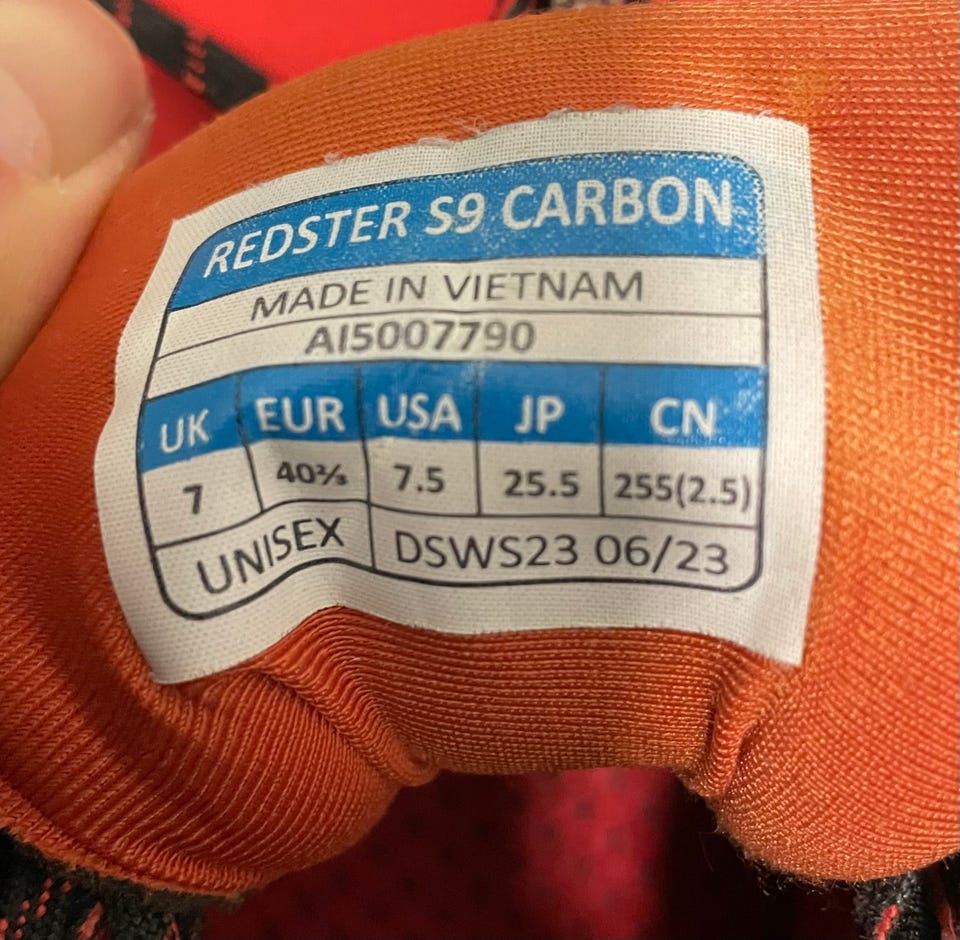 REDSTER S9 CARBON
MADE IN VIETNAM
AI5007790
UK EUR USA JP CN
7 40⅔ 7.5 25.5 255(2.5)
UNISEX DSWS23 06/23